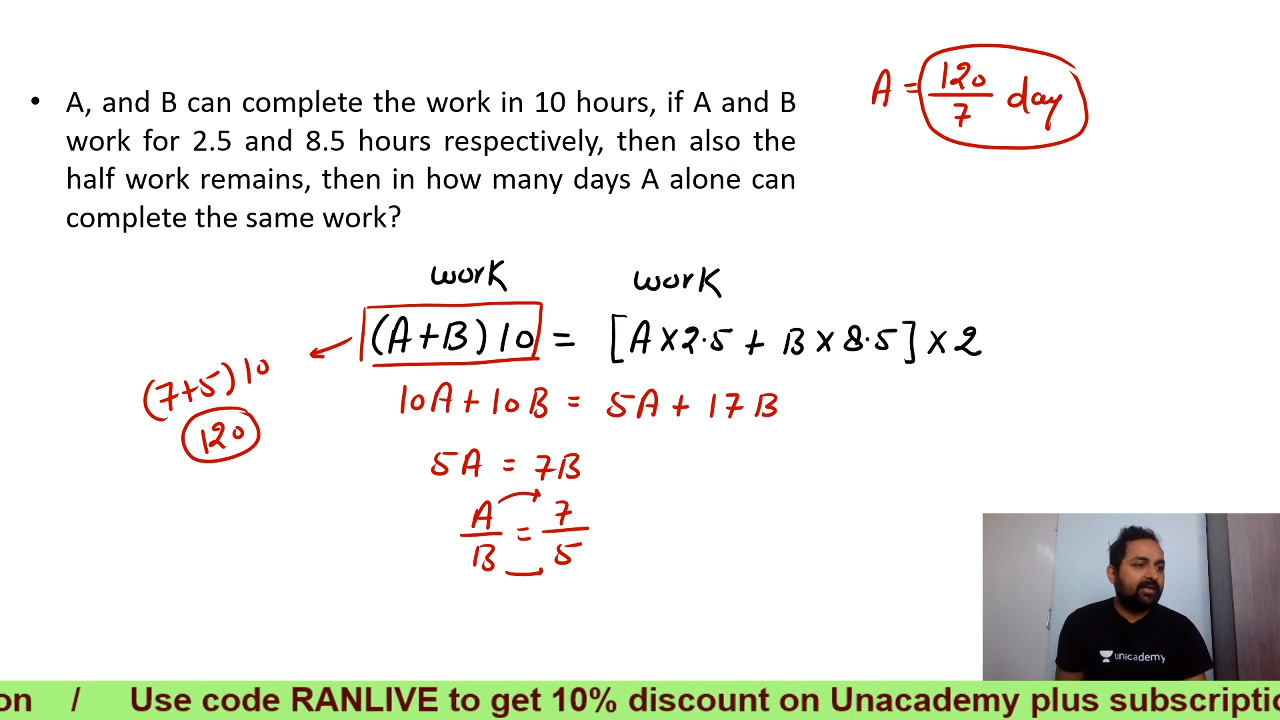 A = 120/7 day
• A, and B can complete the work in 10 hours, if A and B
work for 2.5 and 8.5 hours respectively, then also the
half work remains, then in how many days A alone can
complete the same work?
work work
(A+B)10 = [A×2.5 + B×8.5]×2
(7+5)10
120
10A+10B = 5A+17B
5A = 7B
A/B = 7/5
unacademy
on / Use code RANLIVE to get 10% discount on Unacademy plus subscriptio